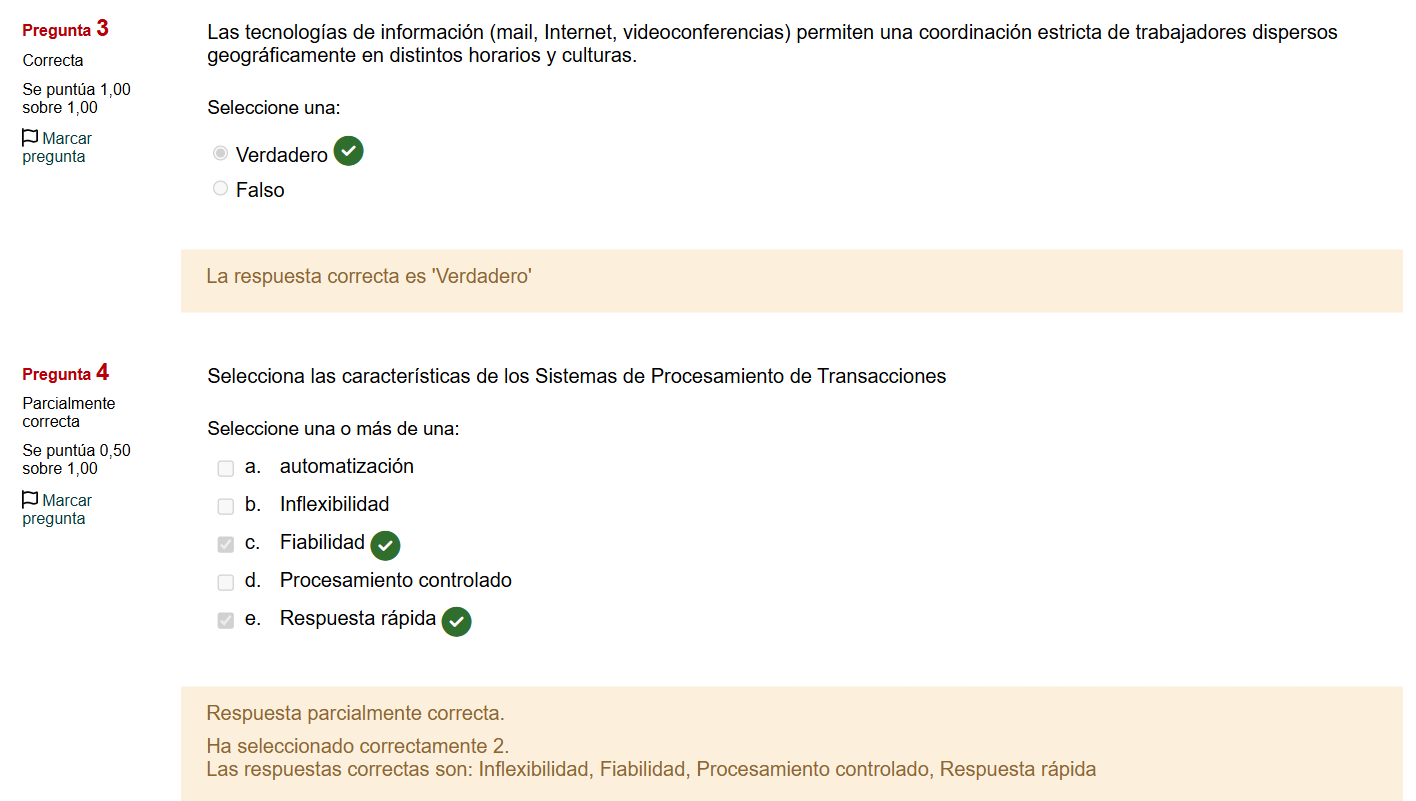 Pregunta 3
Correcta
Se puntúa 1,00
sobre 1,00
Marcar
pregunta
Las tecnologías de información (mail, Internet, videoconferencias) permiten una coordinación estricta de trabajadores dispersos
geográficamente en distintos horarios y culturas.
Seleccione una:
Verdadero
Falso
La respuesta correcta es 'Verdadero'
Pregunta 4
Parcialmente
correcta
Se puntúa 0,50
sobre 1,00
Marcar
pregunta
Selecciona las características de los Sistemas de Procesamiento de Transacciones
Seleccione una o más de una:
a. automatización
b. Inflexibilidad
c. Fiabilidad
d. Procesamiento controlado
e. Respuesta rápida
Respuesta parcialmente correcta.
Ha seleccionado correctamente 2.
Las respuestas correctas son: Inflexibilidad, Fiabilidad, Procesamiento controlado, Respuesta rápida